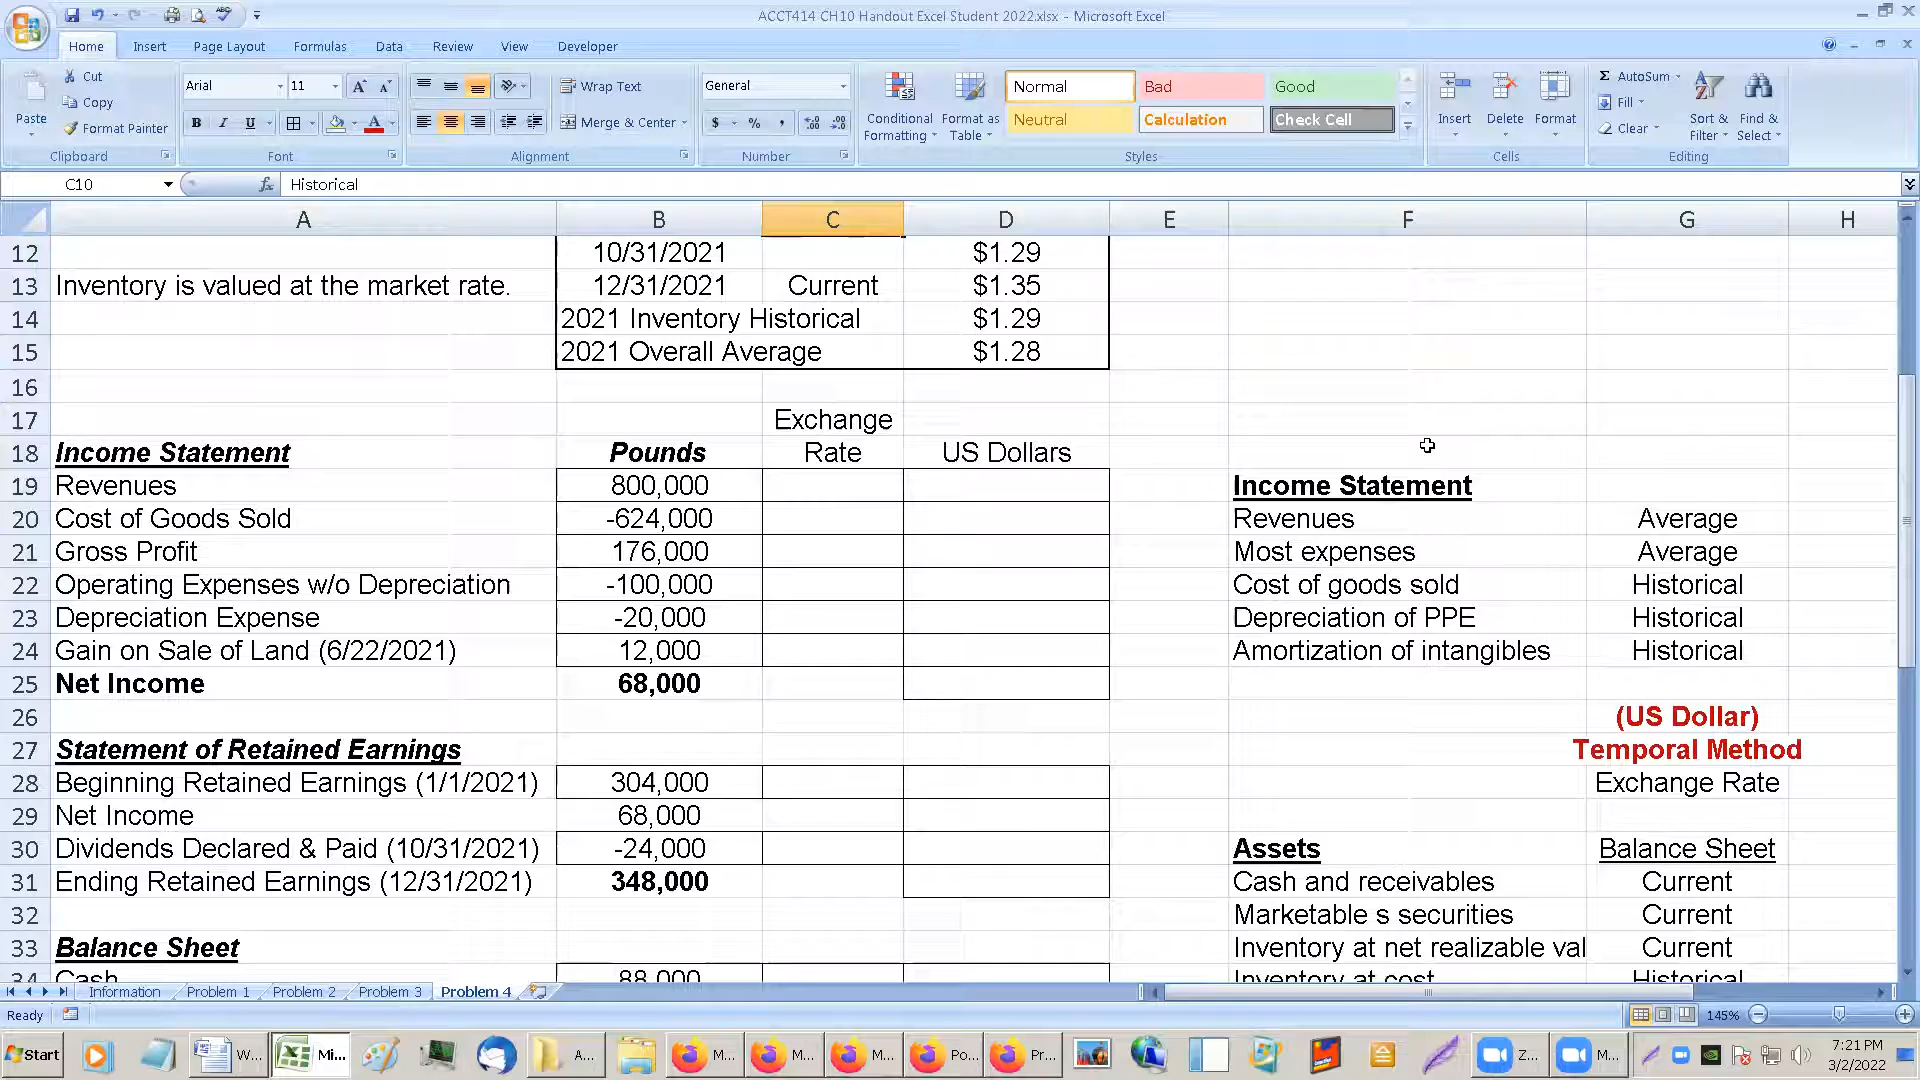 ACCT414 CH10 Handout Excel Student 2022.xlsx - Microsoft Excel
Home Insert Page Layout Formulas Data Review View Developer
Paste
Cut
Copy
Format Painter
Clipboard
Arial 11
B I U
Font
Wrap Text
Merge & Center
Alignment
General
$ % ,
Number
Conditional Formatting
Format as Table
Normal Bad Good
Neutral Calculation Check Cell
Styles
Insert Delete Format
Cells
Σ AutoSum
Fill
Clear
Sort & Filter
Find & Select
Editing
C10 fx Historical
A B C D E F G H
12 10/31/2021 $1.29
13 Inventory is valued at the market rate. 12/31/2021 Current $1.35
14 2021 Inventory Historical $1.29
15 2021 Overall Average $1.28
16
17 Exchange
18 Income Statement Pounds Rate US Dollars
19 Revenues 800,000 Income Statement
20 Cost of Goods Sold -624,000 Revenues Average
21 Gross Profit 176,000 Most expenses Average
22 Operating Expenses w/o Depreciation -100,000 Cost of goods sold Historical
23 Depreciation Expense -20,000 Depreciation of PPE Historical
24 Gain on Sale of Land (6/22/2021) 12,000 Amortization of intangibles Historical
25 Net Income 68,000
26 (US Dollar)
27 Statement of Retained Earnings Temporal Method
28 Beginning Retained Earnings (1/1/2021) 304,000 Exchange Rate
29 Net Income 68,000
30 Dividends Declared & Paid (10/31/2021) -24,000 Assets Balance Sheet
31 Ending Retained Earnings (12/31/2021) 348,000 Cash and receivables Current
32 Marketable s securities Current
33 Balance Sheet Inventory at net realizable val Current
34 Cash 88,000 Inventory at cost Historical
Information Problem 1 Problem 2 Problem 3 Problem 4
Ready 145%
Start W... Mi... A... M... M... M... Po... Pr... Z... M... 7:21 PM
3/2/2022